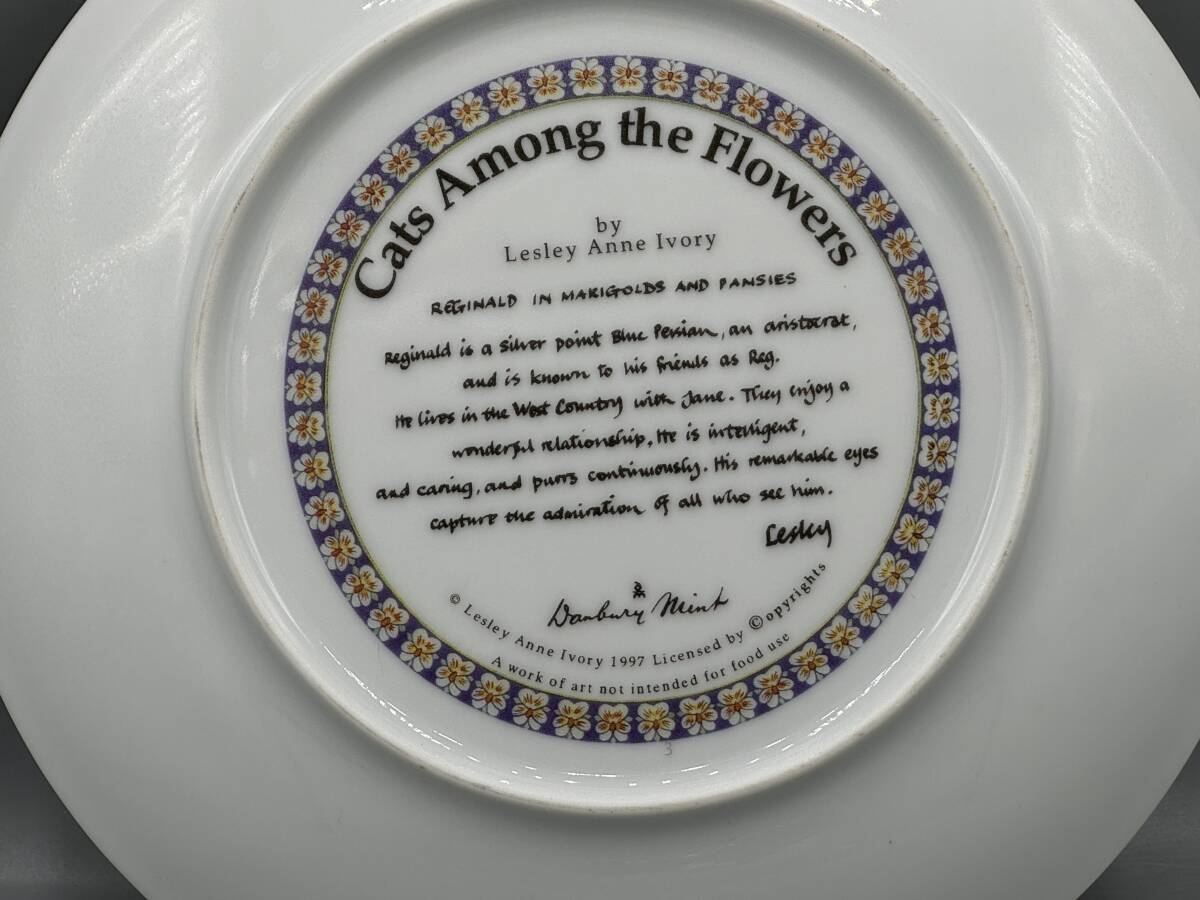 Cats Among the Flowers
by
Lesley Anne Ivory
REGINALD IN MARIGOLDS AND PANSIES
Reginald is a Silver point Blue Persian, an aristocrat,
and is known to his friends as Reg.
He lives in the West Country with Jane. They enjoy a
wonderful relationship. He is intelligent,
and caring, and purrs continuously. His remarkable eyes
capture the admiration of all who see him.
Lesley
Danbury Mint
© Lesley Anne Ivory 1997 Licensed by ©opyrights
A work of art not intended for food use
3